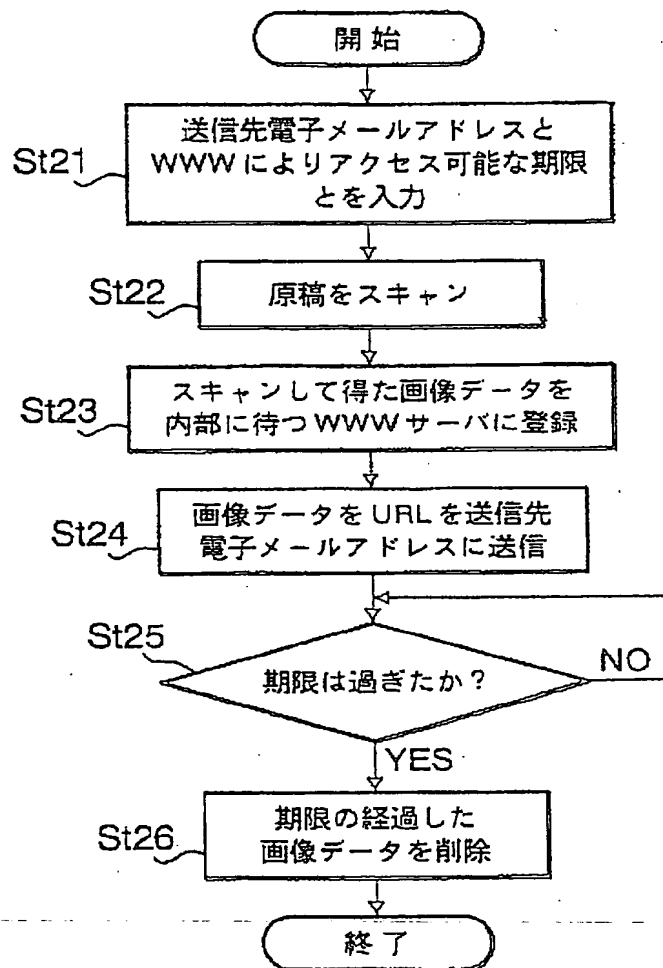 開始
St21
送信先電子メールアドレスと
WWWによりアクセス可能な期限
とを入力
St22
原稿をスキャン
St23
スキャンして得た画像データを
内部に待つWWWサーバに登録
St24
画像データをURLを送信先
電子メールアドレスに送信
St25
期限は過ぎたか?
NO
YES
St26
期限の経過した
画像データを削除
終了